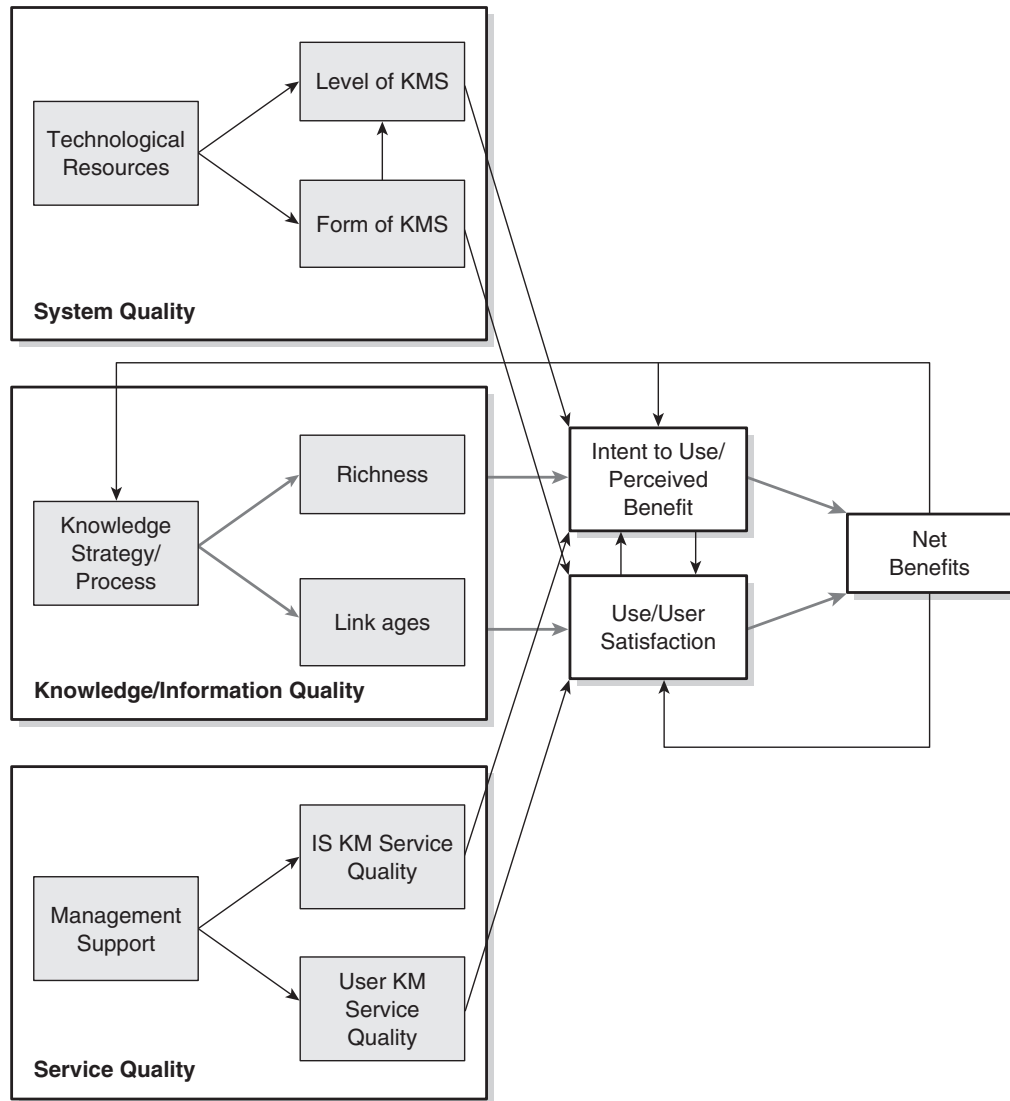 Level of KMS
Technological
Resources
Form of KMS
System Quality
Richness
Knowledge
Strategy/
Process
Link ages
Knowledge/Information Quality
Intent to Use/
Perceived
Benefit
Use/User
Satisfaction
Net
Benefits
IS KM Service
Quality
Management
Support
User KM
Service
Quality
Service Quality